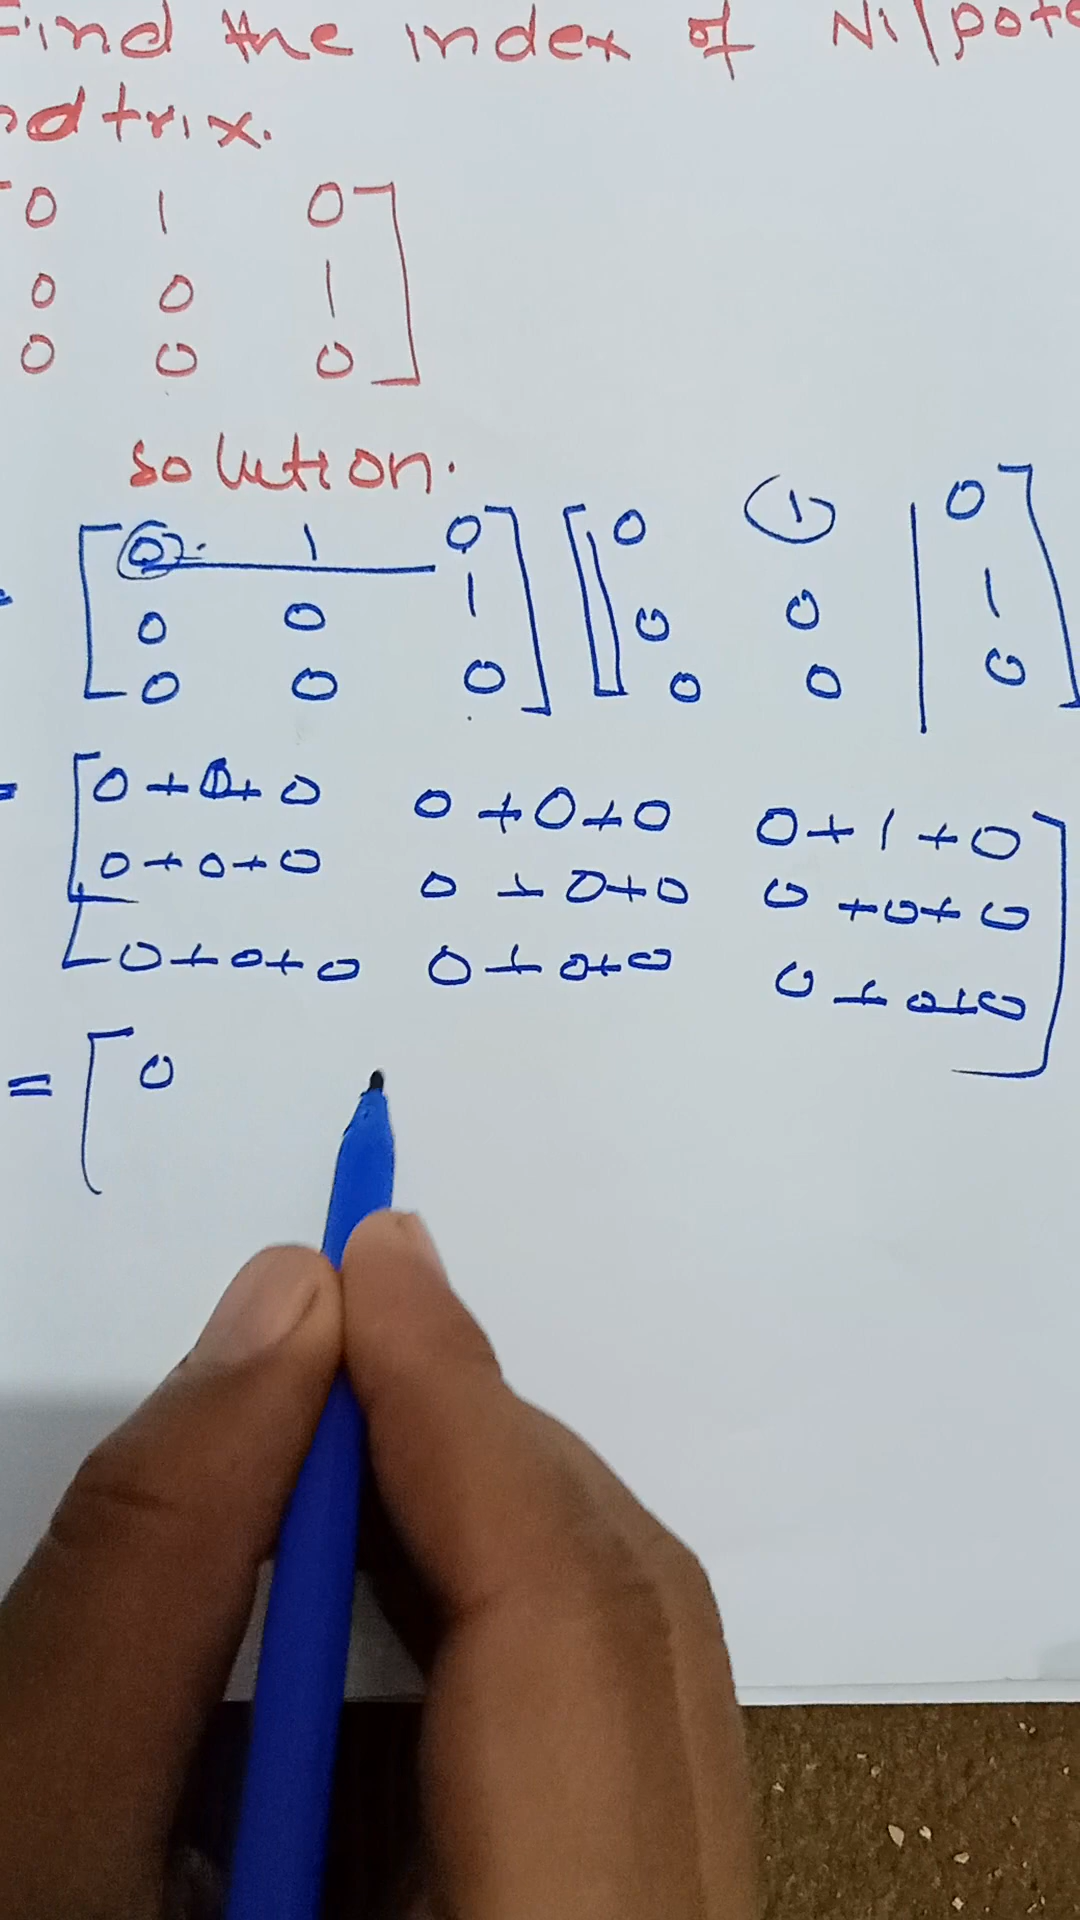 Find the index of Nilpote
adtrix.
0 1 0
0 0 1
0 0 0
solution.
= [0 1 0] [0 1 0]
0 0 1 0 0 1
0 0 0 0 0 0
= [0+0+0 0+0+0 0+1+0]
0+0+0 0+0+0 0+0+0
0+0+0 0+0+0 0+0+0
= [0